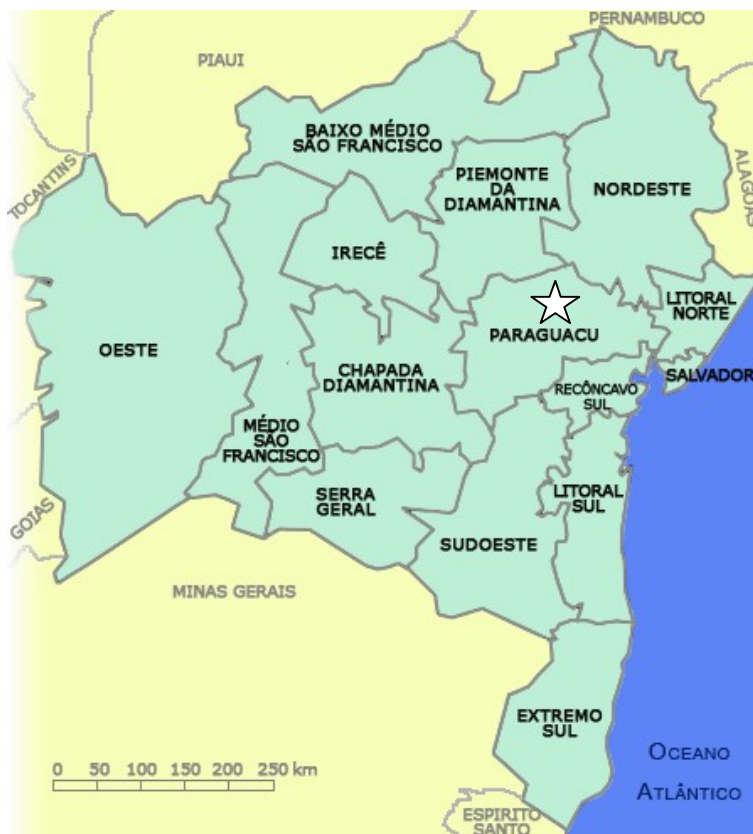 PERNAMBUCO
PIAUI
BAIXO MÉDIO
SÃO FRANCISCO
TOCANTINS
ALAGOAS
PIEMONTE
DA
DIAMANTINA
NORDESTE
IRECÊ
LITORAL
NORTE
OESTE
PARAGUACU
CHAPADA
DIAMANTINA
SALVADOR
RECÔNCAVO
SUL
MÉDIO
SÃO
FRANCISCO
SERRA
GERAL
LITORAL
SUL
GOIAS
SUDOESTE
MINAS GERAIS
EXTREMO
SUL
OCEANO
ATLÂNTICO
0 50 100 150 200 250 km
ESPIRITO
SANTO